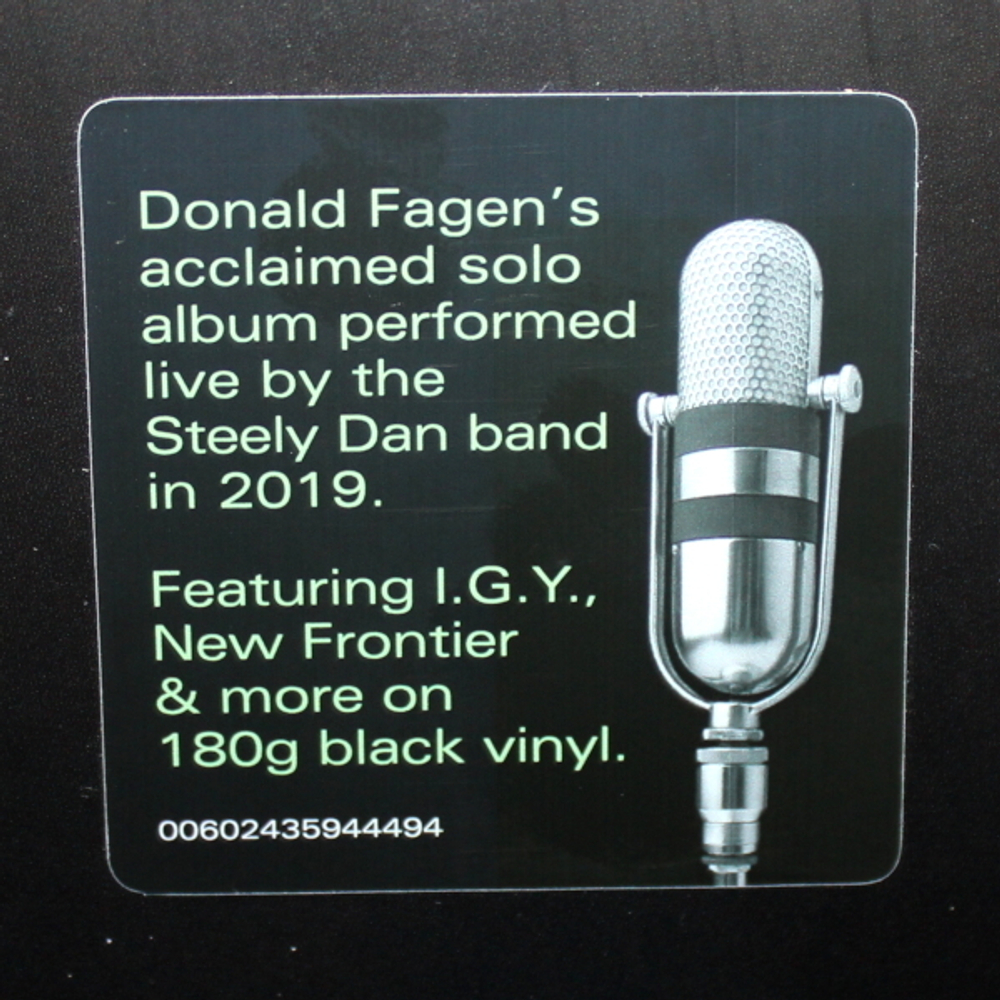 Donald Fagen’s
acclaimed solo
album performed
live by the
Steely Dan band
in 2019.
Featuring I.G.Y.,
New Frontier
& more on
180g black vinyl.
00602435944494